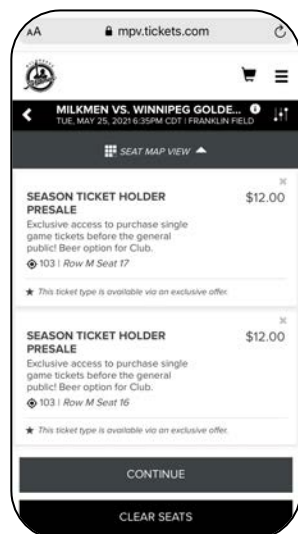 AA mpv.tickets.com
MILKMEN VS. WINNIPEG GOLDE...
TUE, MAY 25, 2021 6:35PM CDT | FRANKLIN FIELD
SEAT MAP VIEW
SEASON TICKET HOLDER PRESALE $12.00
Exclusive access to purchase single
game tickets before the general
public! Beer option for Club.
103 | Row M Seat 17
★ This ticket type is available via an exclusive offer.
SEASON TICKET HOLDER PRESALE $12.00
Exclusive access to purchase single
game tickets before the general
public! Beer option for Club.
103 | Row M Seat 16
★ This ticket type is available via an exclusive offer.
CONTINUE
CLEAR SEATS